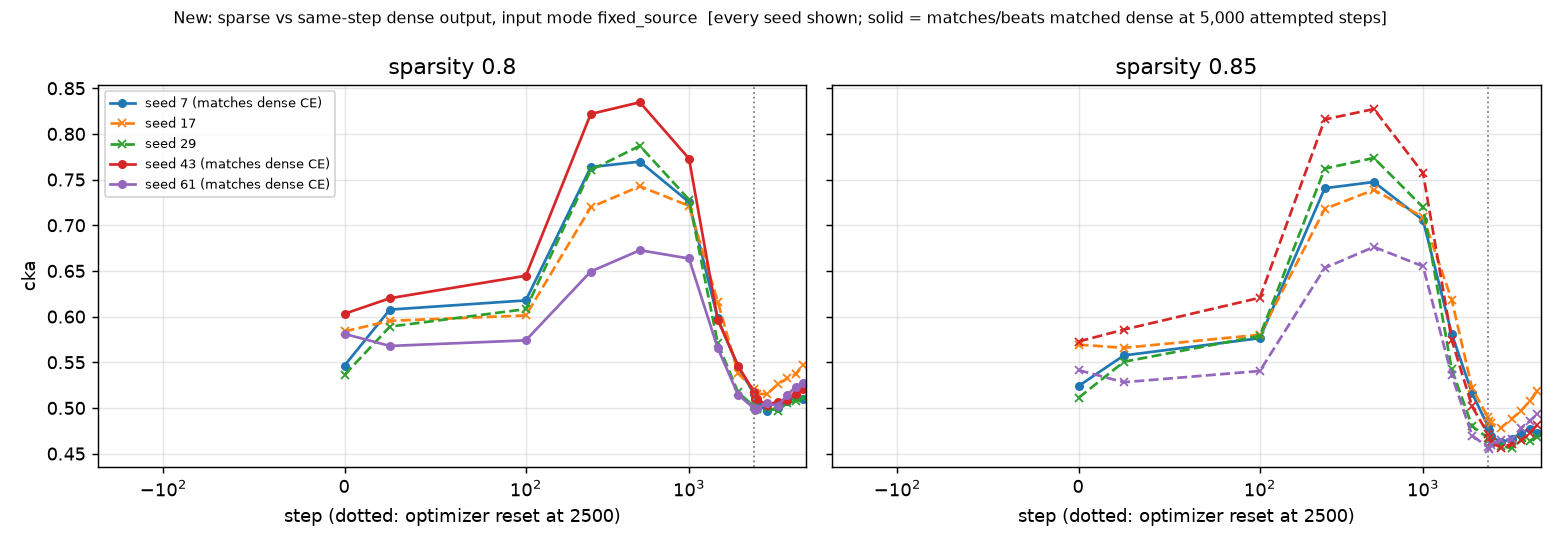 New: sparse vs same-step dense output, input mode fixed_source  [every seed shown; solid = matches/beats matched dense at 5,000 attempted steps]
sparsity 0.8
sparsity 0.85
0.85
0.80
0.75
0.70
0.65
0.60
0.55
0.50
0.45
cka
seed 7 (matches dense CE)
seed 17
seed 29
seed 43 (matches dense CE)
seed 61 (matches dense CE)
−10² 0 10² 10³
−10² 0 10² 10³
step (dotted: optimizer reset at 2500)
step (dotted: optimizer reset at 2500)